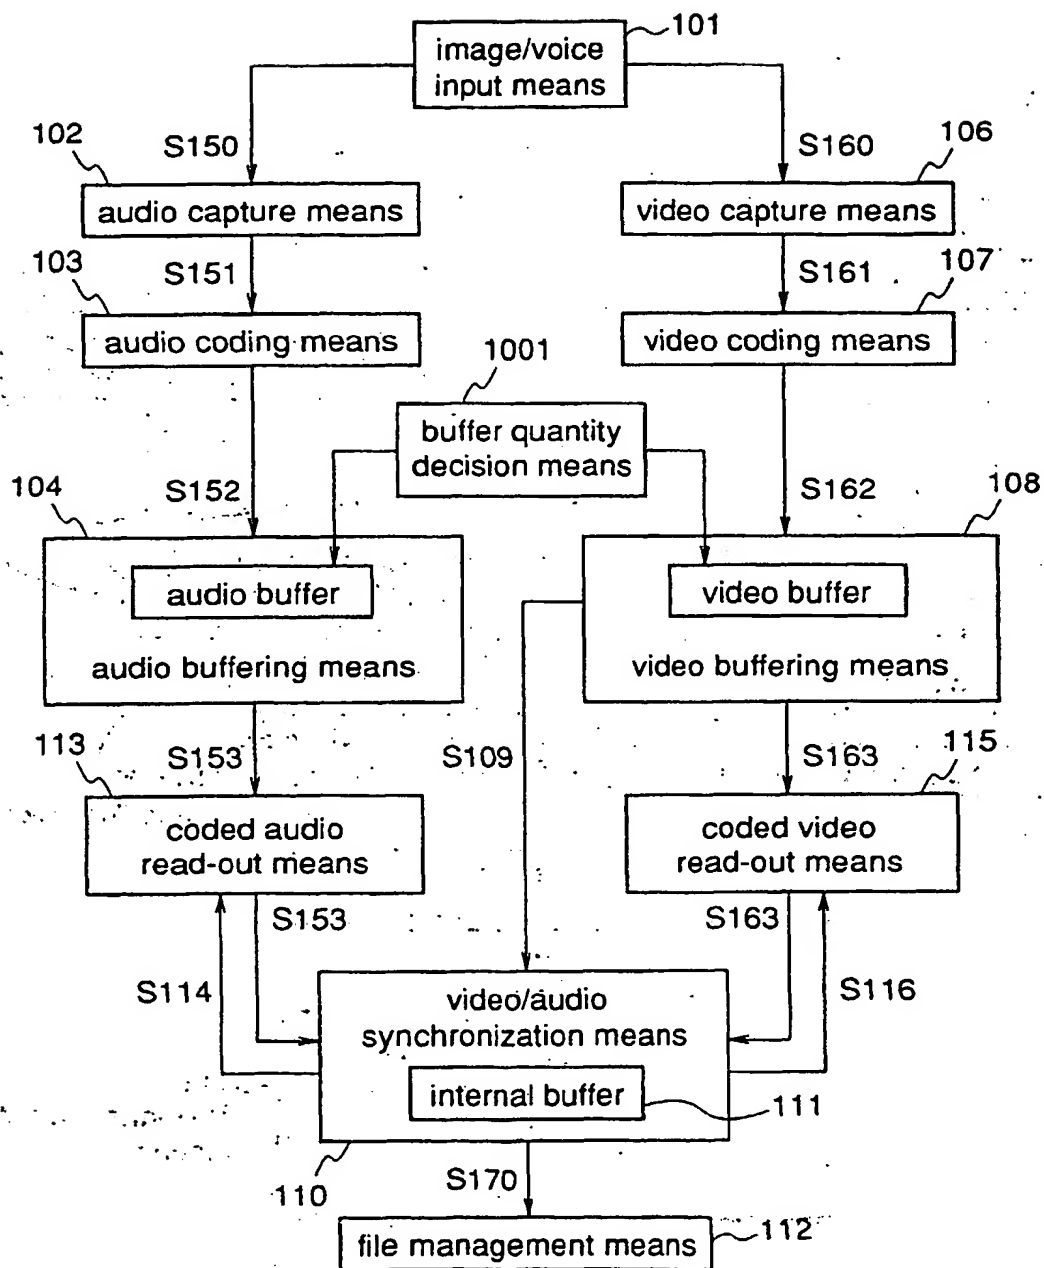 101
image/voice
input means
102
S150
S160
106
audio capture means
video capture means
103
S151
S161
107
audio coding means
video coding means
1001
buffer quantity
decision means
104
S152
S162
108
audio buffer
video buffer
audio buffering means
video buffering means
113
S153
S109
S163
115
coded audio
read-out means
coded video
read-out means
S153
S163
S114
S116
video/audio
synchronization means
internal buffer
111
110
S170
file management means
112